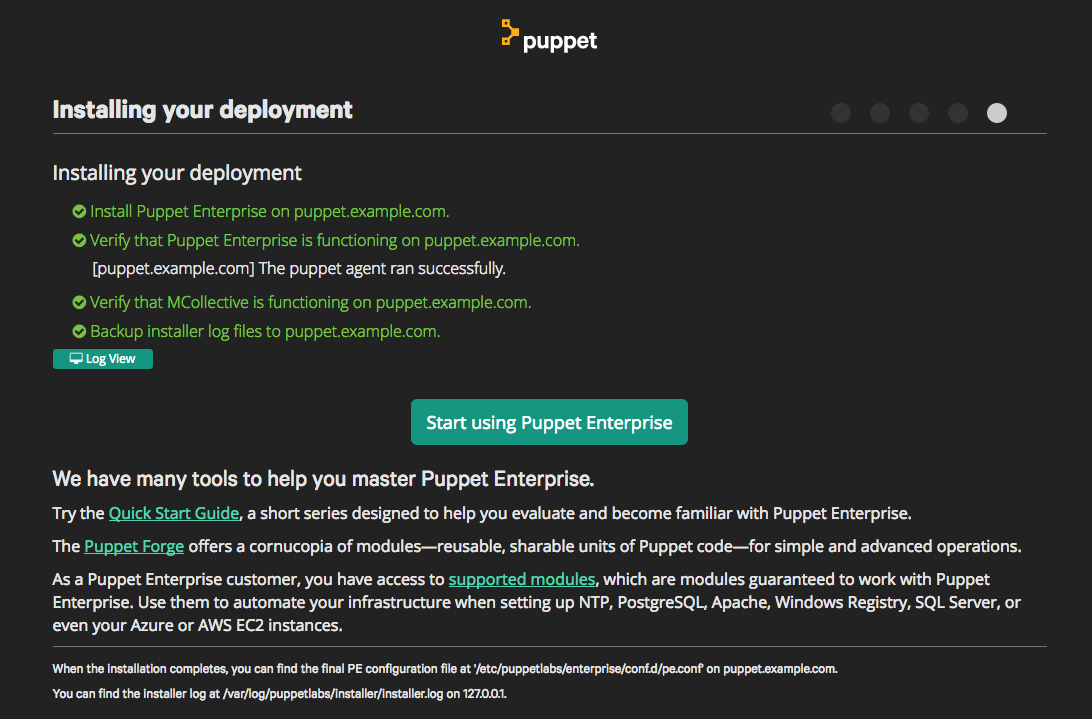 puppet
Installing your deployment
Installing your deployment
Install Puppet Enterprise on puppet.example.com.
Verify that Puppet Enterprise is functioning on puppet.example.com.
[puppet.example.com] The puppet agent ran successfully.
Verify that MCollective is functioning on puppet.example.com.
Backup installer log files to puppet.example.com.
Log View
Start using Puppet Enterprise
We have many tools to help you master Puppet Enterprise.
Try the Quick Start Guide, a short series designed to help you evaluate and become familiar with Puppet Enterprise.
The Puppet Forge offers a cornucopia of modules—reusable, sharable units of Puppet code—for simple and advanced operations.
As a Puppet Enterprise customer, you have access to supported modules, which are modules guaranteed to work with Puppet
Enterprise. Use them to automate your infrastructure when setting up NTP, PostgreSQL, Apache, Windows Registry, SQL Server, or
even your Azure or AWS EC2 instances.
When the installation completes, you can find the final PE configuration file at '/etc/puppetlabs/enterprise/conf.d/pe.conf' on puppet.example.com.
You can find the installer log at /var/log/puppetlabs/installer/installer.log on 127.0.0.1.